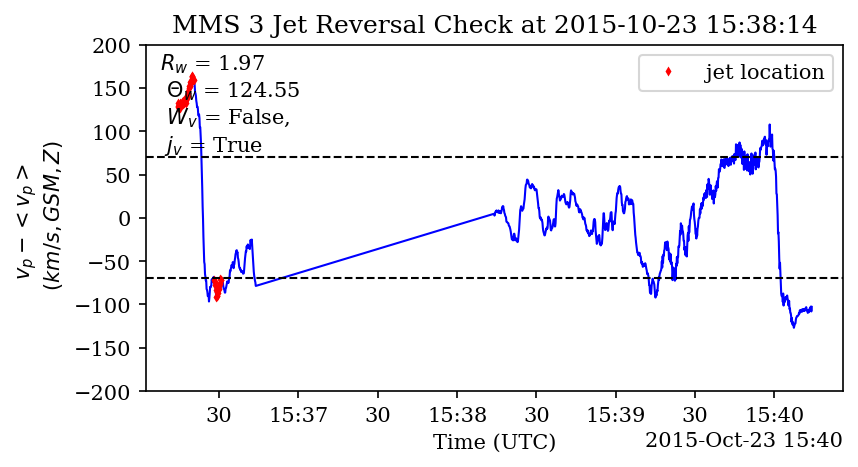 MMS 3 Jet Reversal Check at 2015-10-23 15:38:14
R_w = 1.97
Θ_w = 124.55
W_v = False,
j_v = True
jet location
200
150
100
50
0
−50
−100
−150
−200
v_p − < v_p >
(km/s, GSM, Z)
30 15:37 30 15:38 30 15:39 30 15:40
Time (UTC)
2015-Oct-23 15:40